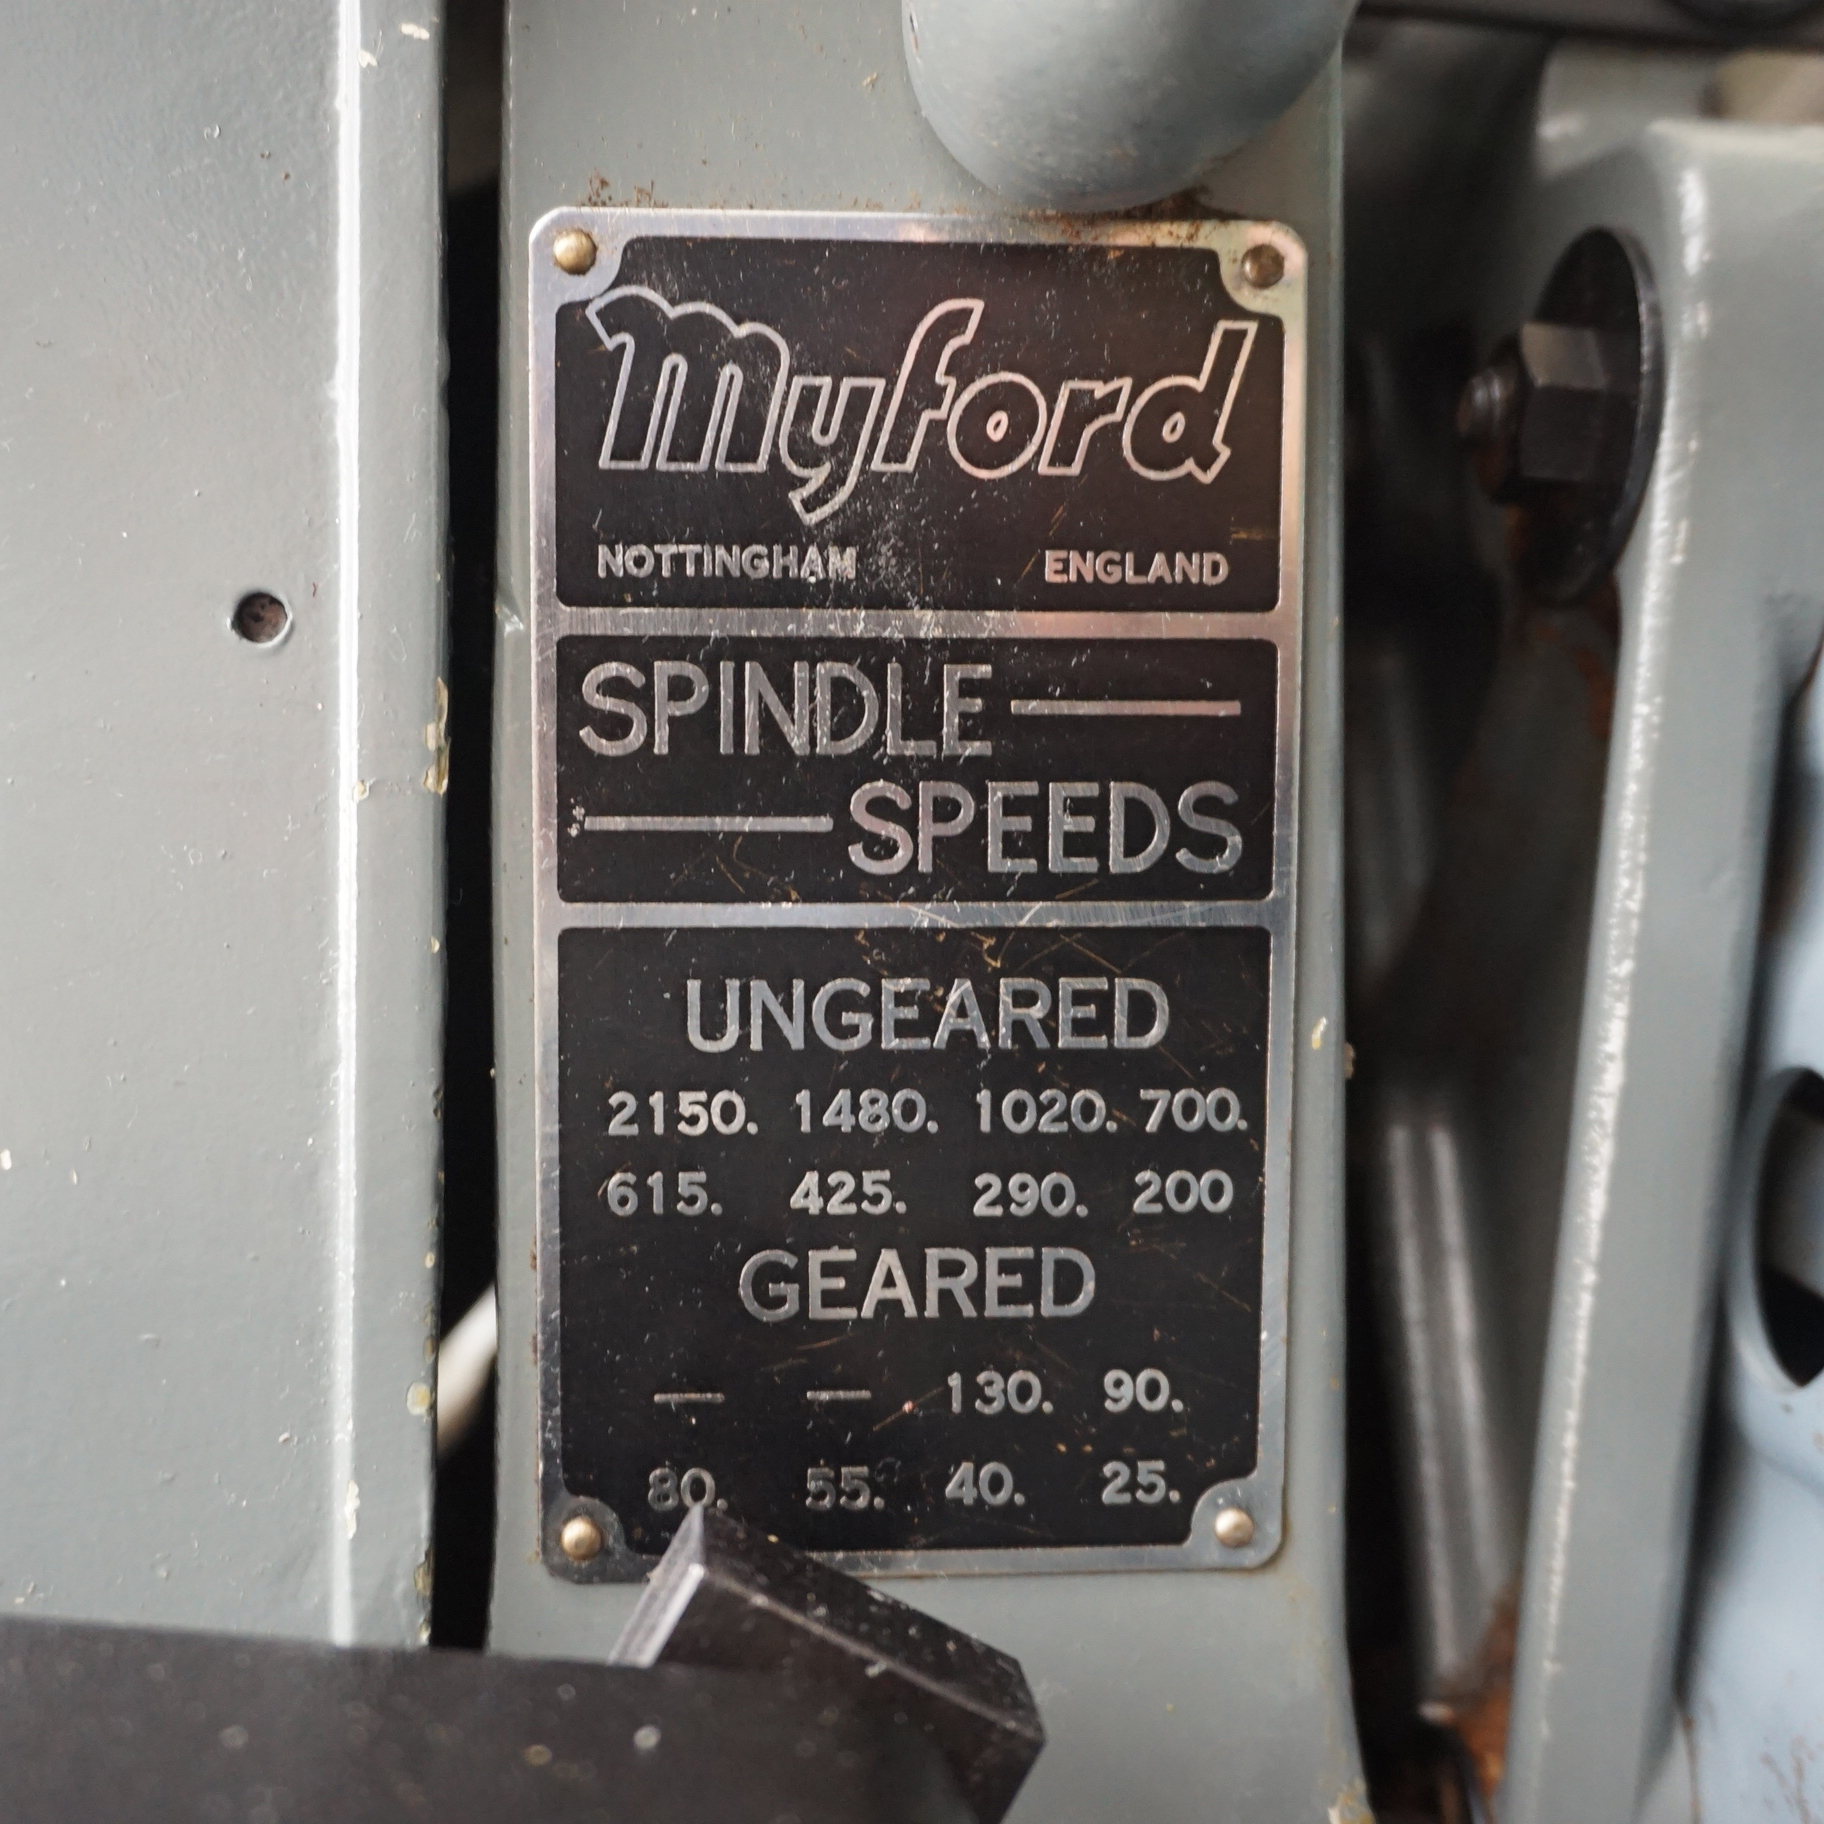 Myford
NOTTINGHAM ENGLAND
SPINDLE —
— SPEEDS
UNGEARED
2150. 1480. 1020. 700.
615. 425. 290. 200
GEARED
— — 130. 90.
80. 55. 40. 25.